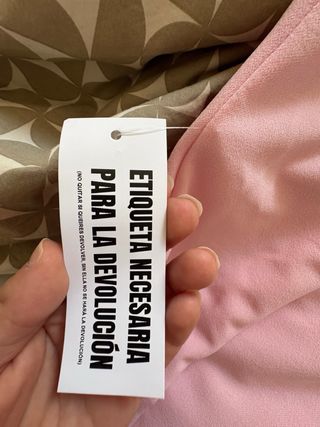 ETIQUETA NECESARIA
PARA LA DEVOLUCIÓN
(NO QUITAR SI QUIERES DEVOLVER, SIN ELLA NO SE HARÁ LA DEVOLUCIÓN)